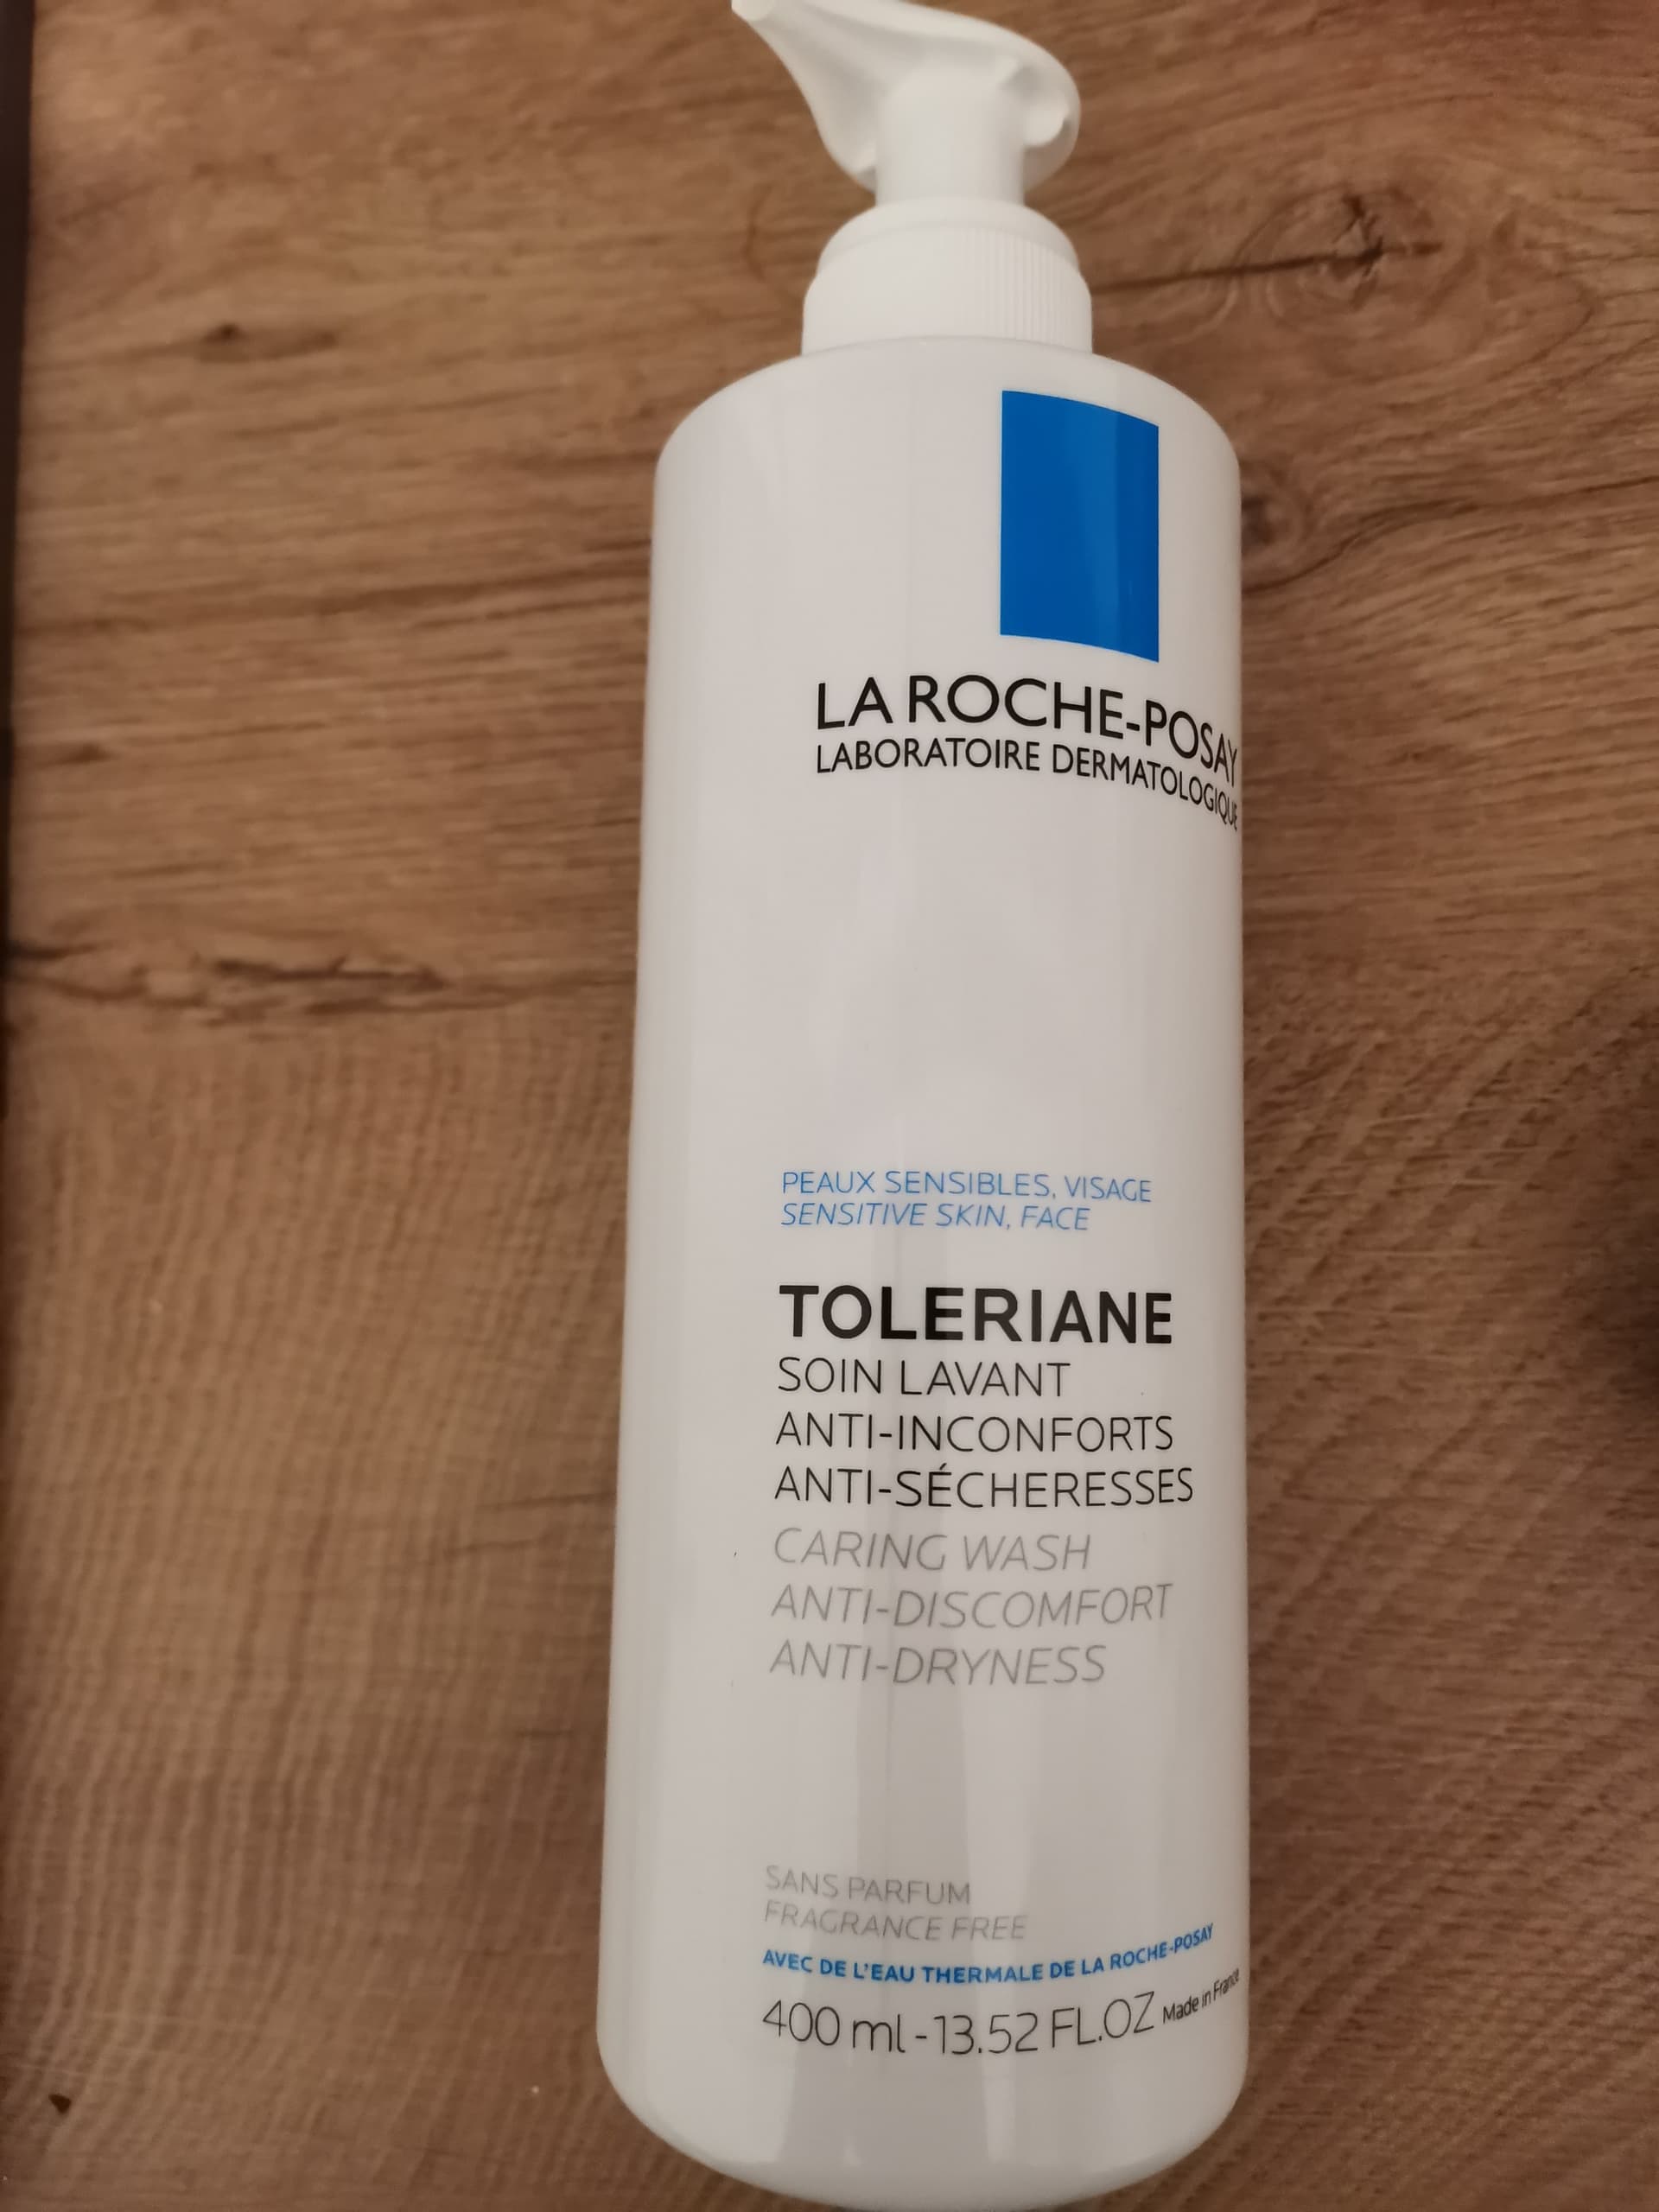 LA ROCHE-POSAY
LABORATOIRE DERMATOLOGIQUE
PEAUX SENSIBLES, VISAGE
SENSITIVE SKIN, FACE
TOLERIANE
SOIN LAVANT
ANTI-INCONFORTS
ANTI-SÉCHERESSES
CARING WASH
ANTI-DISCOMFORT
ANTI-DRYNESS
SANS PARFUM
FRAGRANCE FREE
AVEC DE L'EAU THERMALE DE LA ROCHE-POSAY
400 ml - 13.52 FL.OZ Made in France